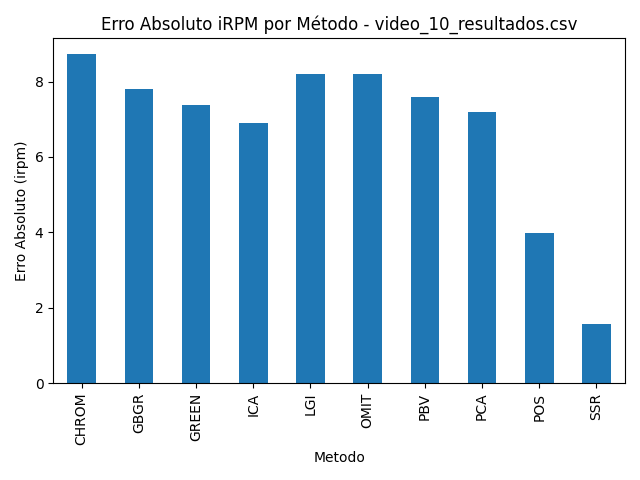 Erro Absoluto iRPM por Método - video_10_resultados.csv
Erro Absoluto (irpm)
8
6
4
2
0
CHROM
GBGR
GREEN
ICA
LGI
OMIT
PBV
PCA
POS
SSR
Metodo